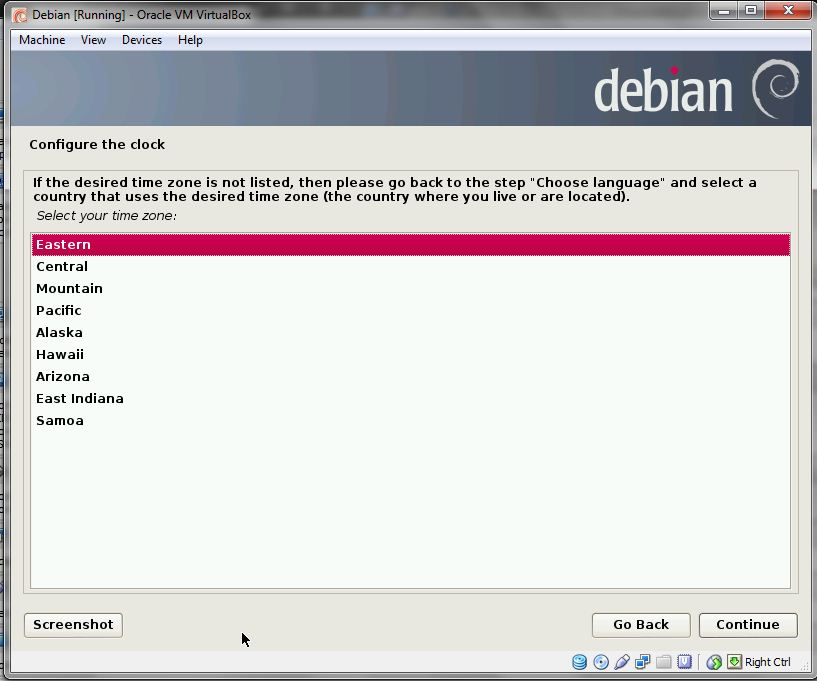 Debian [Running] - Oracle VM VirtualBox
Machine View Devices Help
debian
Configure the clock
If the desired time zone is not listed, then please go back to the step "Choose language" and select a
country that uses the desired time zone (the country where you live or are located).
Select your time zone:
Eastern
Central
Mountain
Pacific
Alaska
Hawaii
Arizona
East Indiana
Samoa
Screenshot Go Back Continue
Right Ctrl